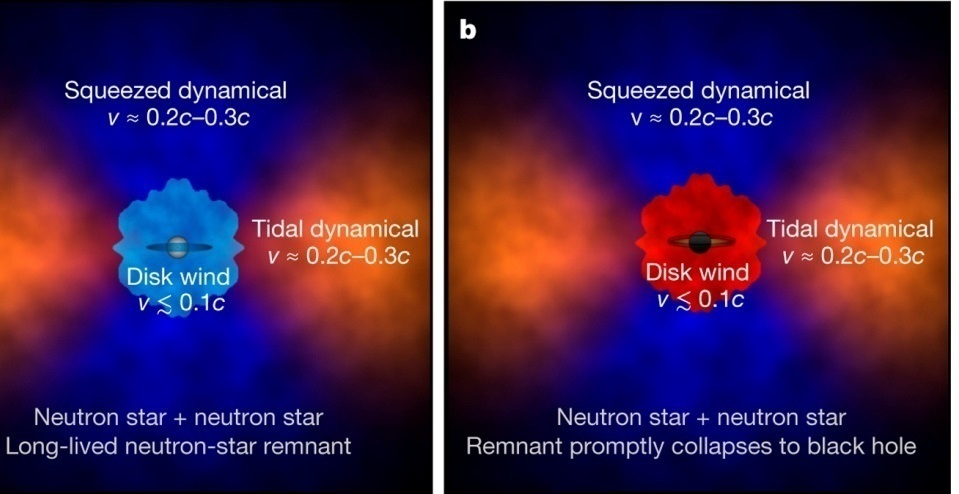 Squeezed dynamical
v ≈ 0.2c–0.3c
Tidal dynamical
v ≈ 0.2c–0.3c
Disk wind
v ≲ 0.1c
Neutron star + neutron star
Long-lived neutron-star remnant
b
Squeezed dynamical
v ≈ 0.2c–0.3c
Tidal dynamical
v ≈ 0.2c–0.3c
Disk wind
v ≲ 0.1c
Neutron star + neutron star
Remnant promptly collapses to black hole